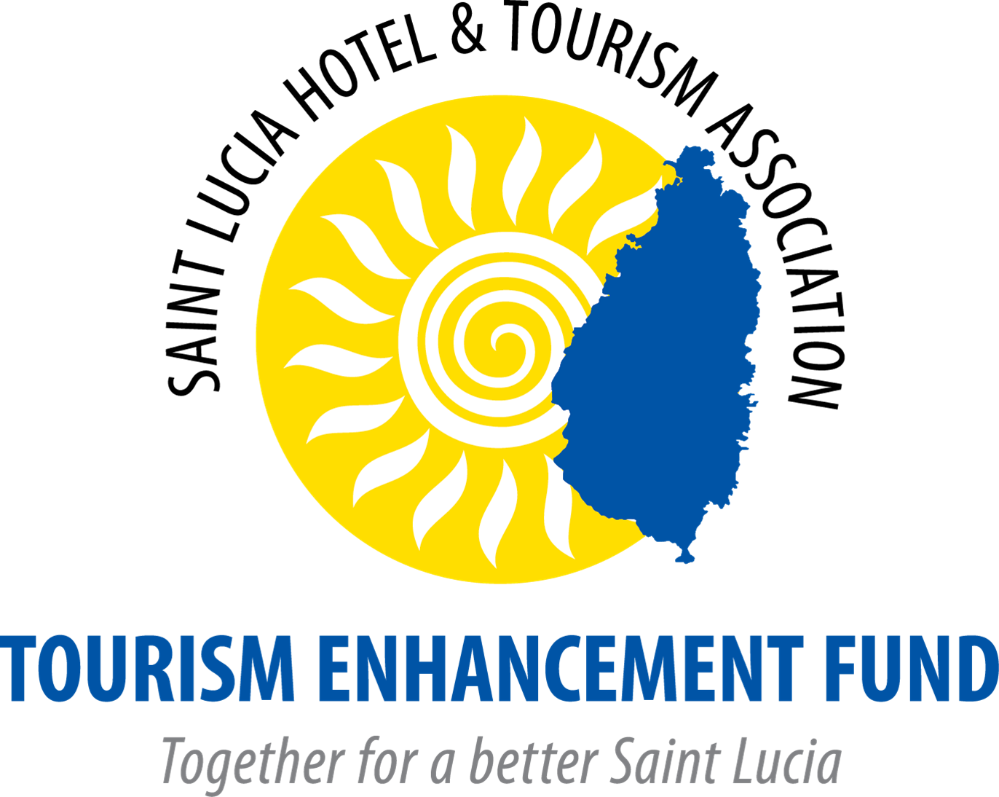 SAINT LUCIA HOTEL & TOURISM ASSOCIATION
TOURISM ENHANCEMENT FUND
Together for a better Saint Lucia